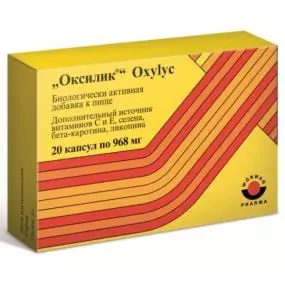 „Оксилик“ Oxylyc
Биологически активная
добавка к пище
Дополнительный источник
витаминов С и Е, селена,
бета-каротина, ликопина
20 капсул по 968 мг
WÖRWAG
PHARMA